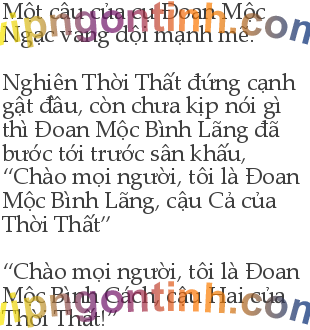 Một câu của cụ Đoan Mộc
Ngạc vang dội mạnh mẽ.
Nghiên Thời Thất đứng cạnh
gật đầu, còn chưa kịp nói gì
thì Đoan Mộc Bình Lãng đã
bước tới trước sân khấu,
“Chào mọi người, tôi là Đoan
Mộc Bình Lãng, cậu Cả của
Thời Thất”
“Chào mọi người, tôi là Đoan
Mộc Bình Cách, cậu Hai của
Thời Thất!”